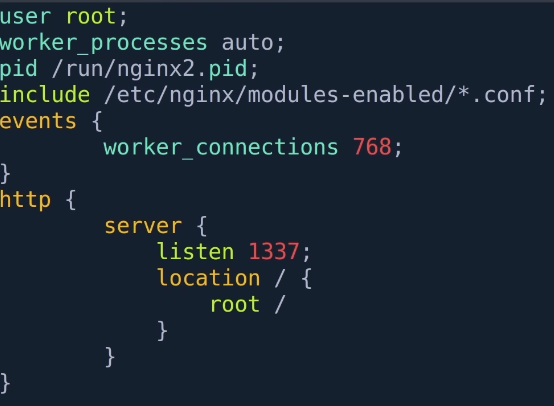 user root;
worker_processes auto;
pid /run/nginx2.pid;
include /etc/nginx/modules-enabled/*.conf;
events {
        worker_connections 768;
}
http {
        server {
            listen 1337;
            location / {
                root /
            }
        }
}